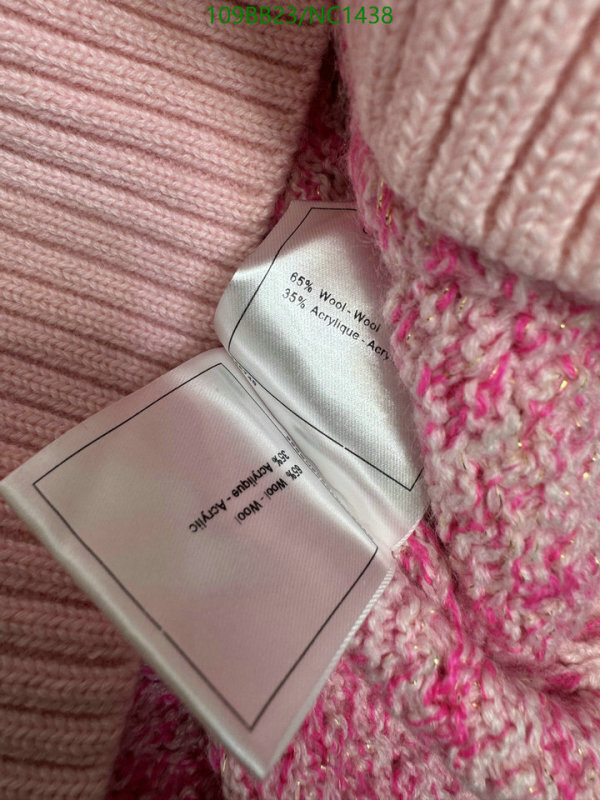 109BB23/NC1438
65% Wool - Wool
35% Acrylique - Acry
65% Wool - Wool
35% Acrylique - Acrylic